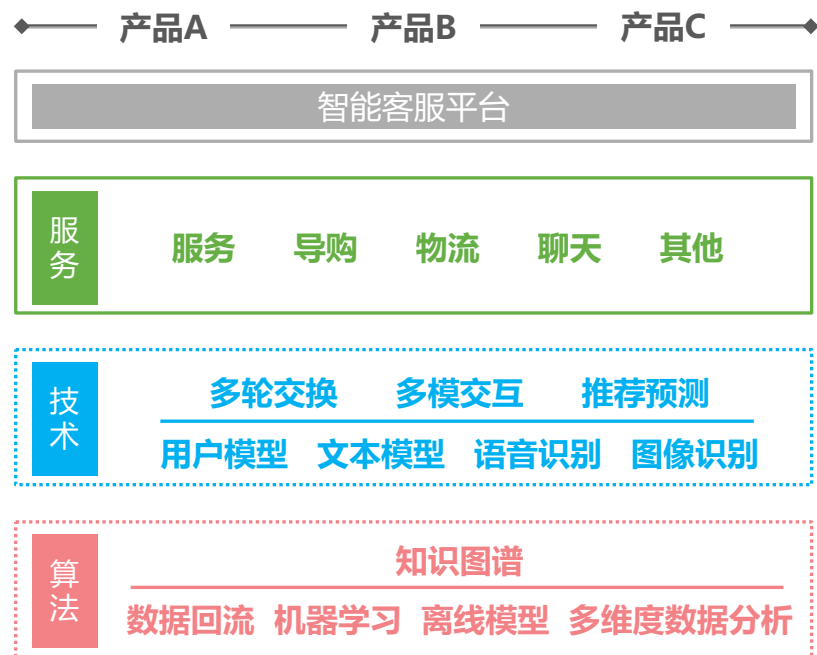 产品A 产品B 产品C
智能客服平台
服务
服务 导购 物流 聊天 其他
技术
多轮交换 多模交互 推荐预测
用户模型 文本模型 语音识别 图像识别
算法
知识图谱
数据回流 机器学习 离线模型 多维度数据分析